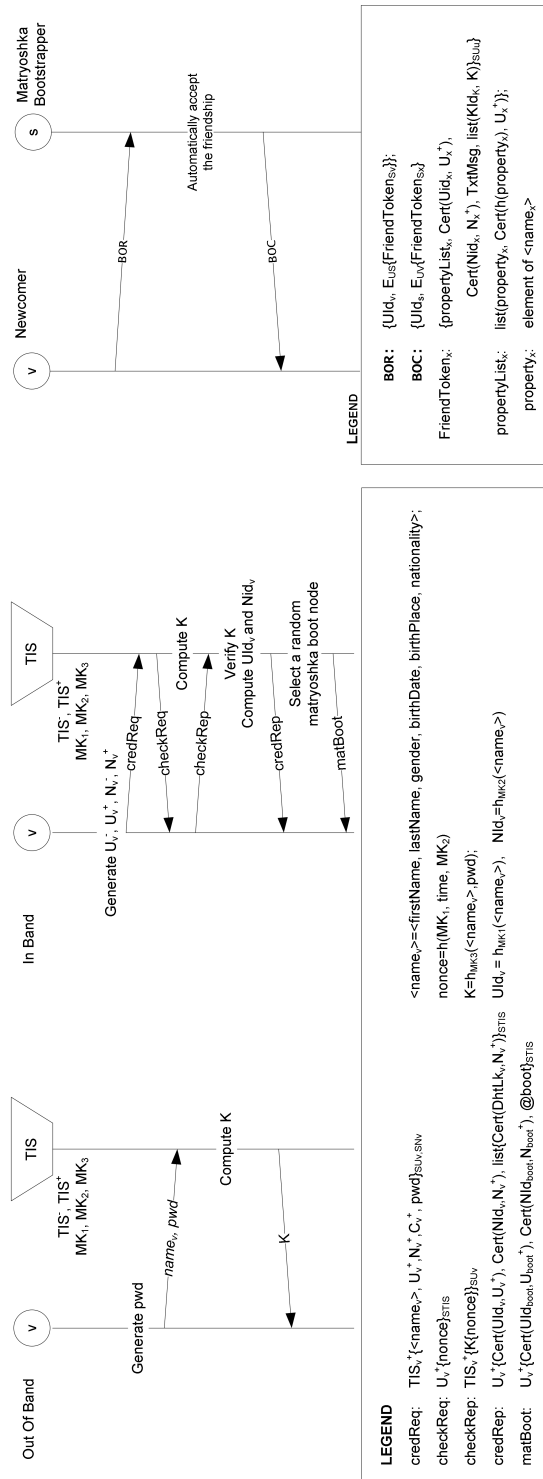 Out Of Band
v
TIS
TIS⁻, TIS⁺
MK₁, MK₂, MK₃
Generate pwd
nameᵥ, pwd
Compute K
K
In Band
v
TIS
TIS⁻, TIS⁺
MK₁, MK₂, MK₃
Generate Uᵥ⁻, Uᵥ⁺, Nᵥ⁻, Nᵥ⁺
credReq
checkReq
Compute K
checkRep
Verify K
Compute UIdᵥ and Nidᵥ
credRep
Select a random
matryoshka boot node
matBoot
LEGEND
credReq: TISᵥ⁺{<nameᵥ>, Uᵥ⁺,Nᵥ⁺,Cᵥ⁺, pwd}SUv,SNv
checkReq: Uᵥ⁺{nonce}STIS
checkRep: TISᵥ⁺{K{nonce}}SUv
credRep: Uᵥ⁺{Cert(UIdᵥ,Uᵥ⁺), Cert(NIdᵥ,Nᵥ⁺), list{Cert(DhtLkᵥ,Nᵥ⁺)}STIS
matBoot: Uᵥ⁺{Cert(UIdboot,Uboot⁺), Cert(NIdboot,Nboot⁺), @boot}STIS
<nameᵥ>=<firstName, lastName, gender, birthDate, birthPlace, nationality>;
nonce=h(MK₁, time, MK₂)
K=hMK3(<nameᵥ>,pwd);
UIdᵥ = hMK1(<nameᵥ>), NIdᵥ=hMK2(<nameᵥ>)
Newcomer
v
Matryoshka
Bootstrapper
s
BOR
Automatically accept
the friendship
BOC
LEGEND
BOR: {UIdᵥ, EUS{FriendTokenSv}};
BOC: {UIdₛ, EUV{FriendTokenSx}
FriendTokenₓ: {propertyListₓ, Cert(Uidₓ, Uₓ⁺),
Cert(Nidₓ, Nₓ⁺), TxtMsg, list(KIdₖ, K)}SUu}
propertyListₓ: list(propertyₓ, Cert(h(propertyₓ), Uₓ⁺)};
propertyₓ: element of <nameₓ>